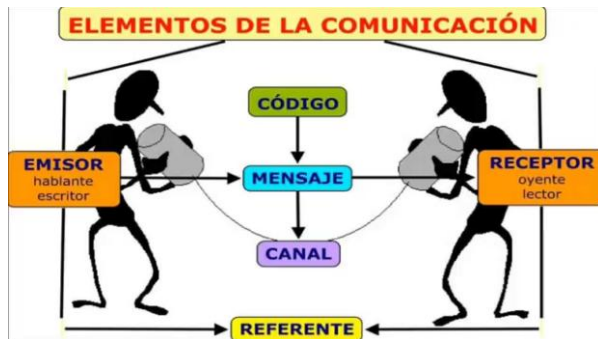 ELEMENTOS DE LA COMUNICACIÓN
CÓDIGO
EMISOR
hablante
escritor
MENSAJE
RECEPTOR
oyente
lector
CANAL
REFERENTE